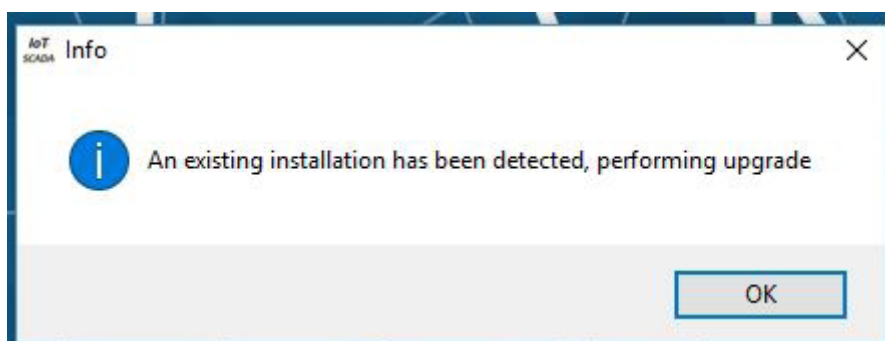 IoT
SCADA
Info
An existing installation has been detected, performing upgrade
OK